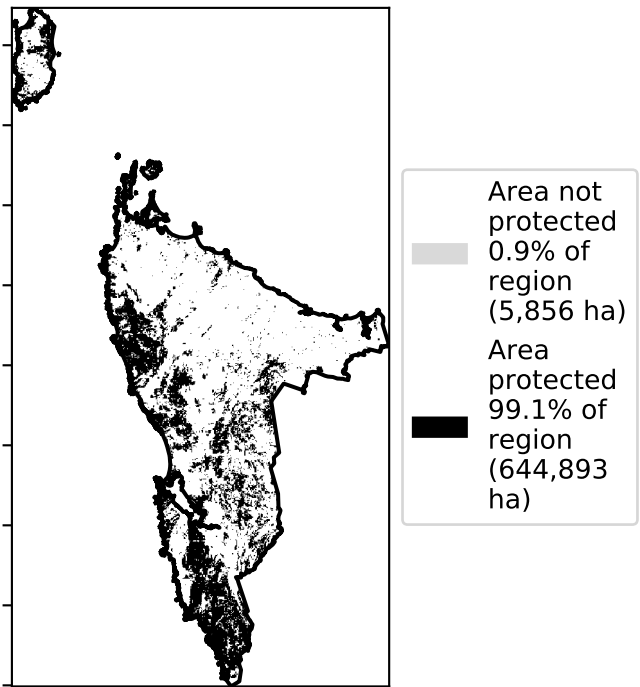 Area not
protected
0.9% of
region
(5,856 ha)
Area
protected
99.1% of
region
(644,893
ha)